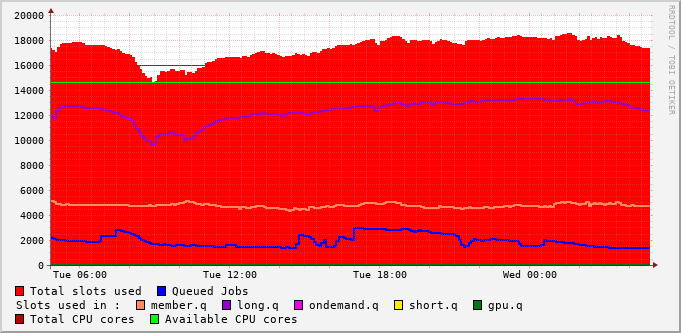 20000
18000
16000
14000
12000
10000
8000
6000
4000
2000
0
Tue 06:00 Tue 12:00 Tue 18:00 Wed 00:00
RRDTOOL / TOBI OETIKER
Total slots used Queued Jobs
Slots used in : member.q long.q ondemand.q short.q gpu.q
Total CPU cores Available CPU cores